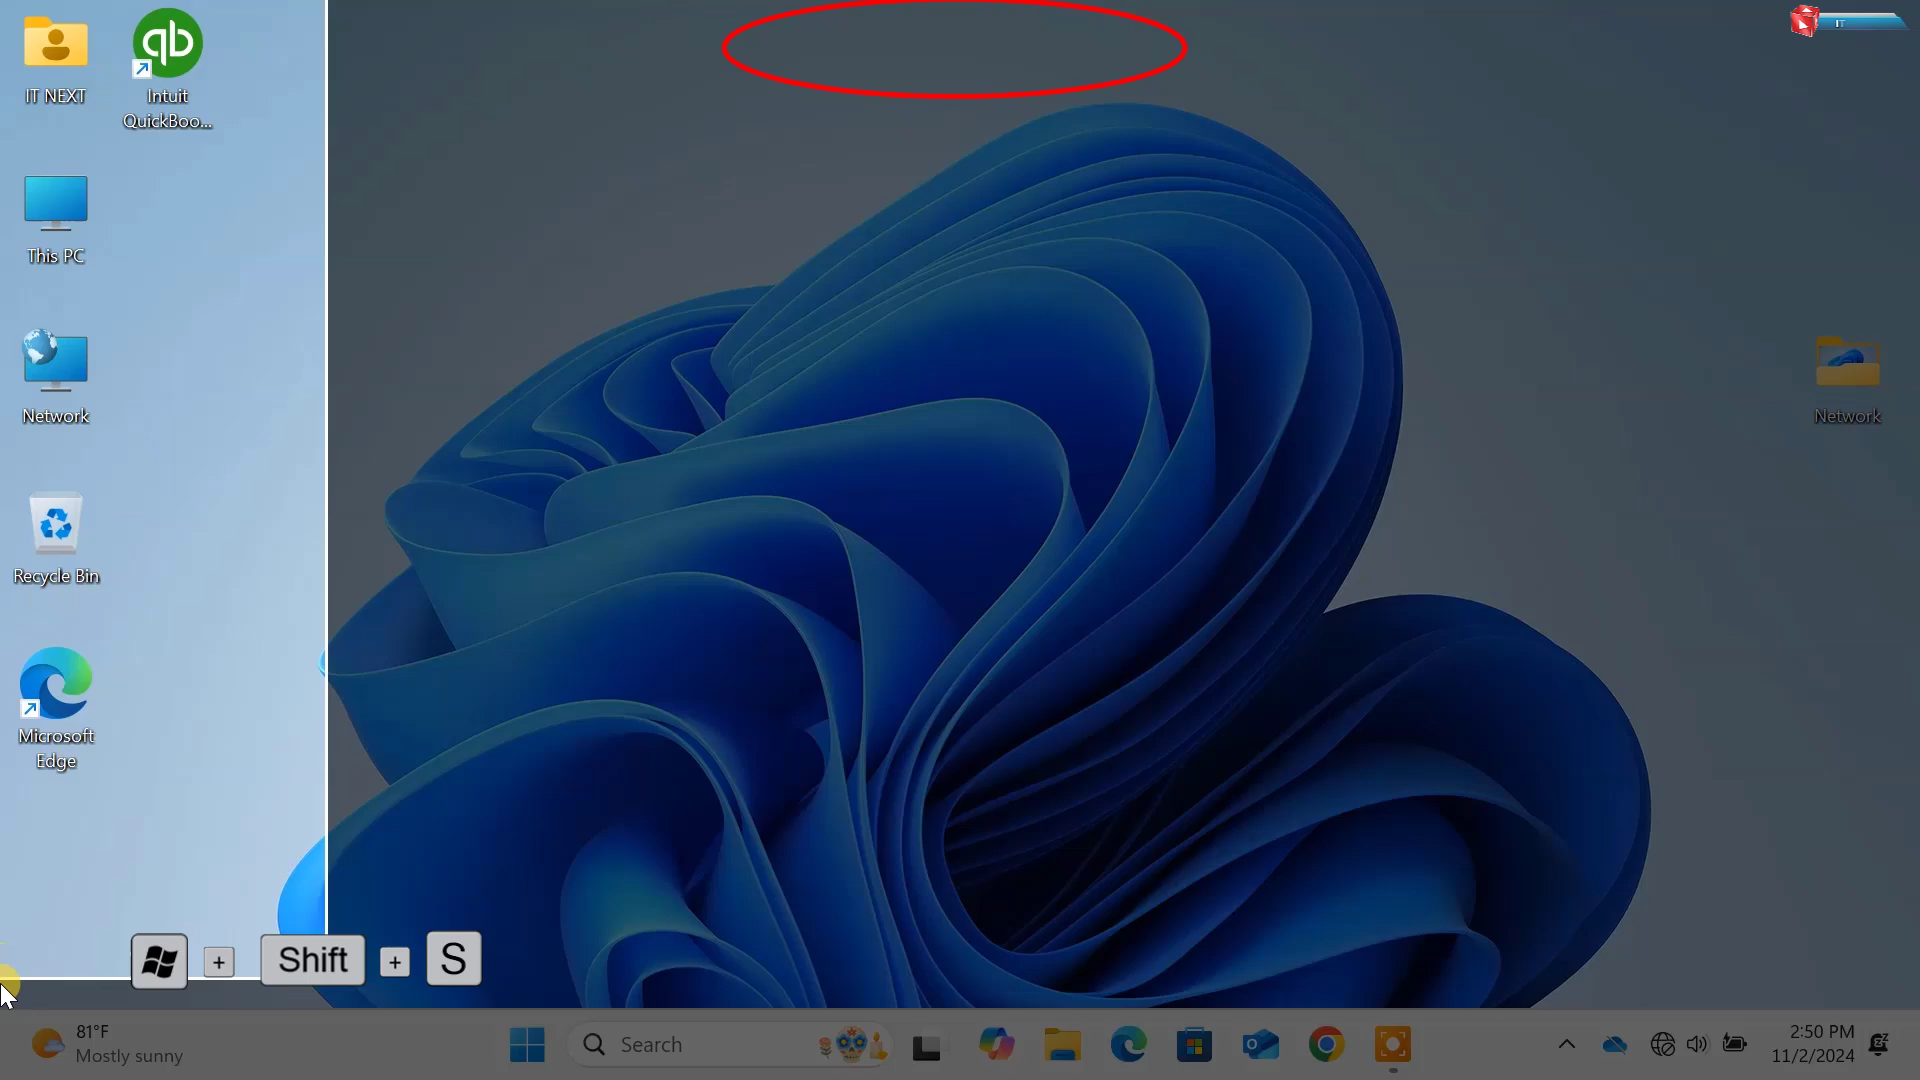 IT NEXT
Intuit
QuickBoo...
IT
This PC
Network
Network
Recycle Bin
Microsoft
Edge
+ Shift + S
81°F
Mostly sunny
Search
2:50 PM
11/2/2024